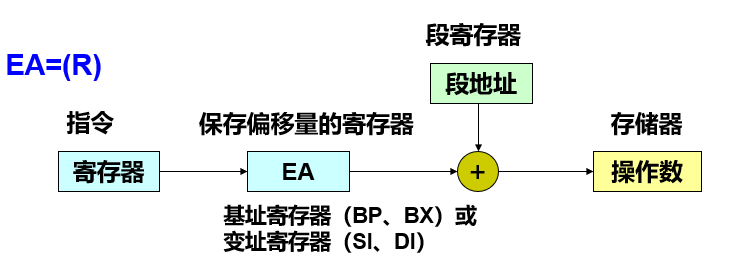 段寄存器
EA=(R)
段地址
指令
保存偏移量的寄存器
存储器
寄存器
EA
+
操作数
基址寄存器（BP、BX）或
变址寄存器（SI、DI）